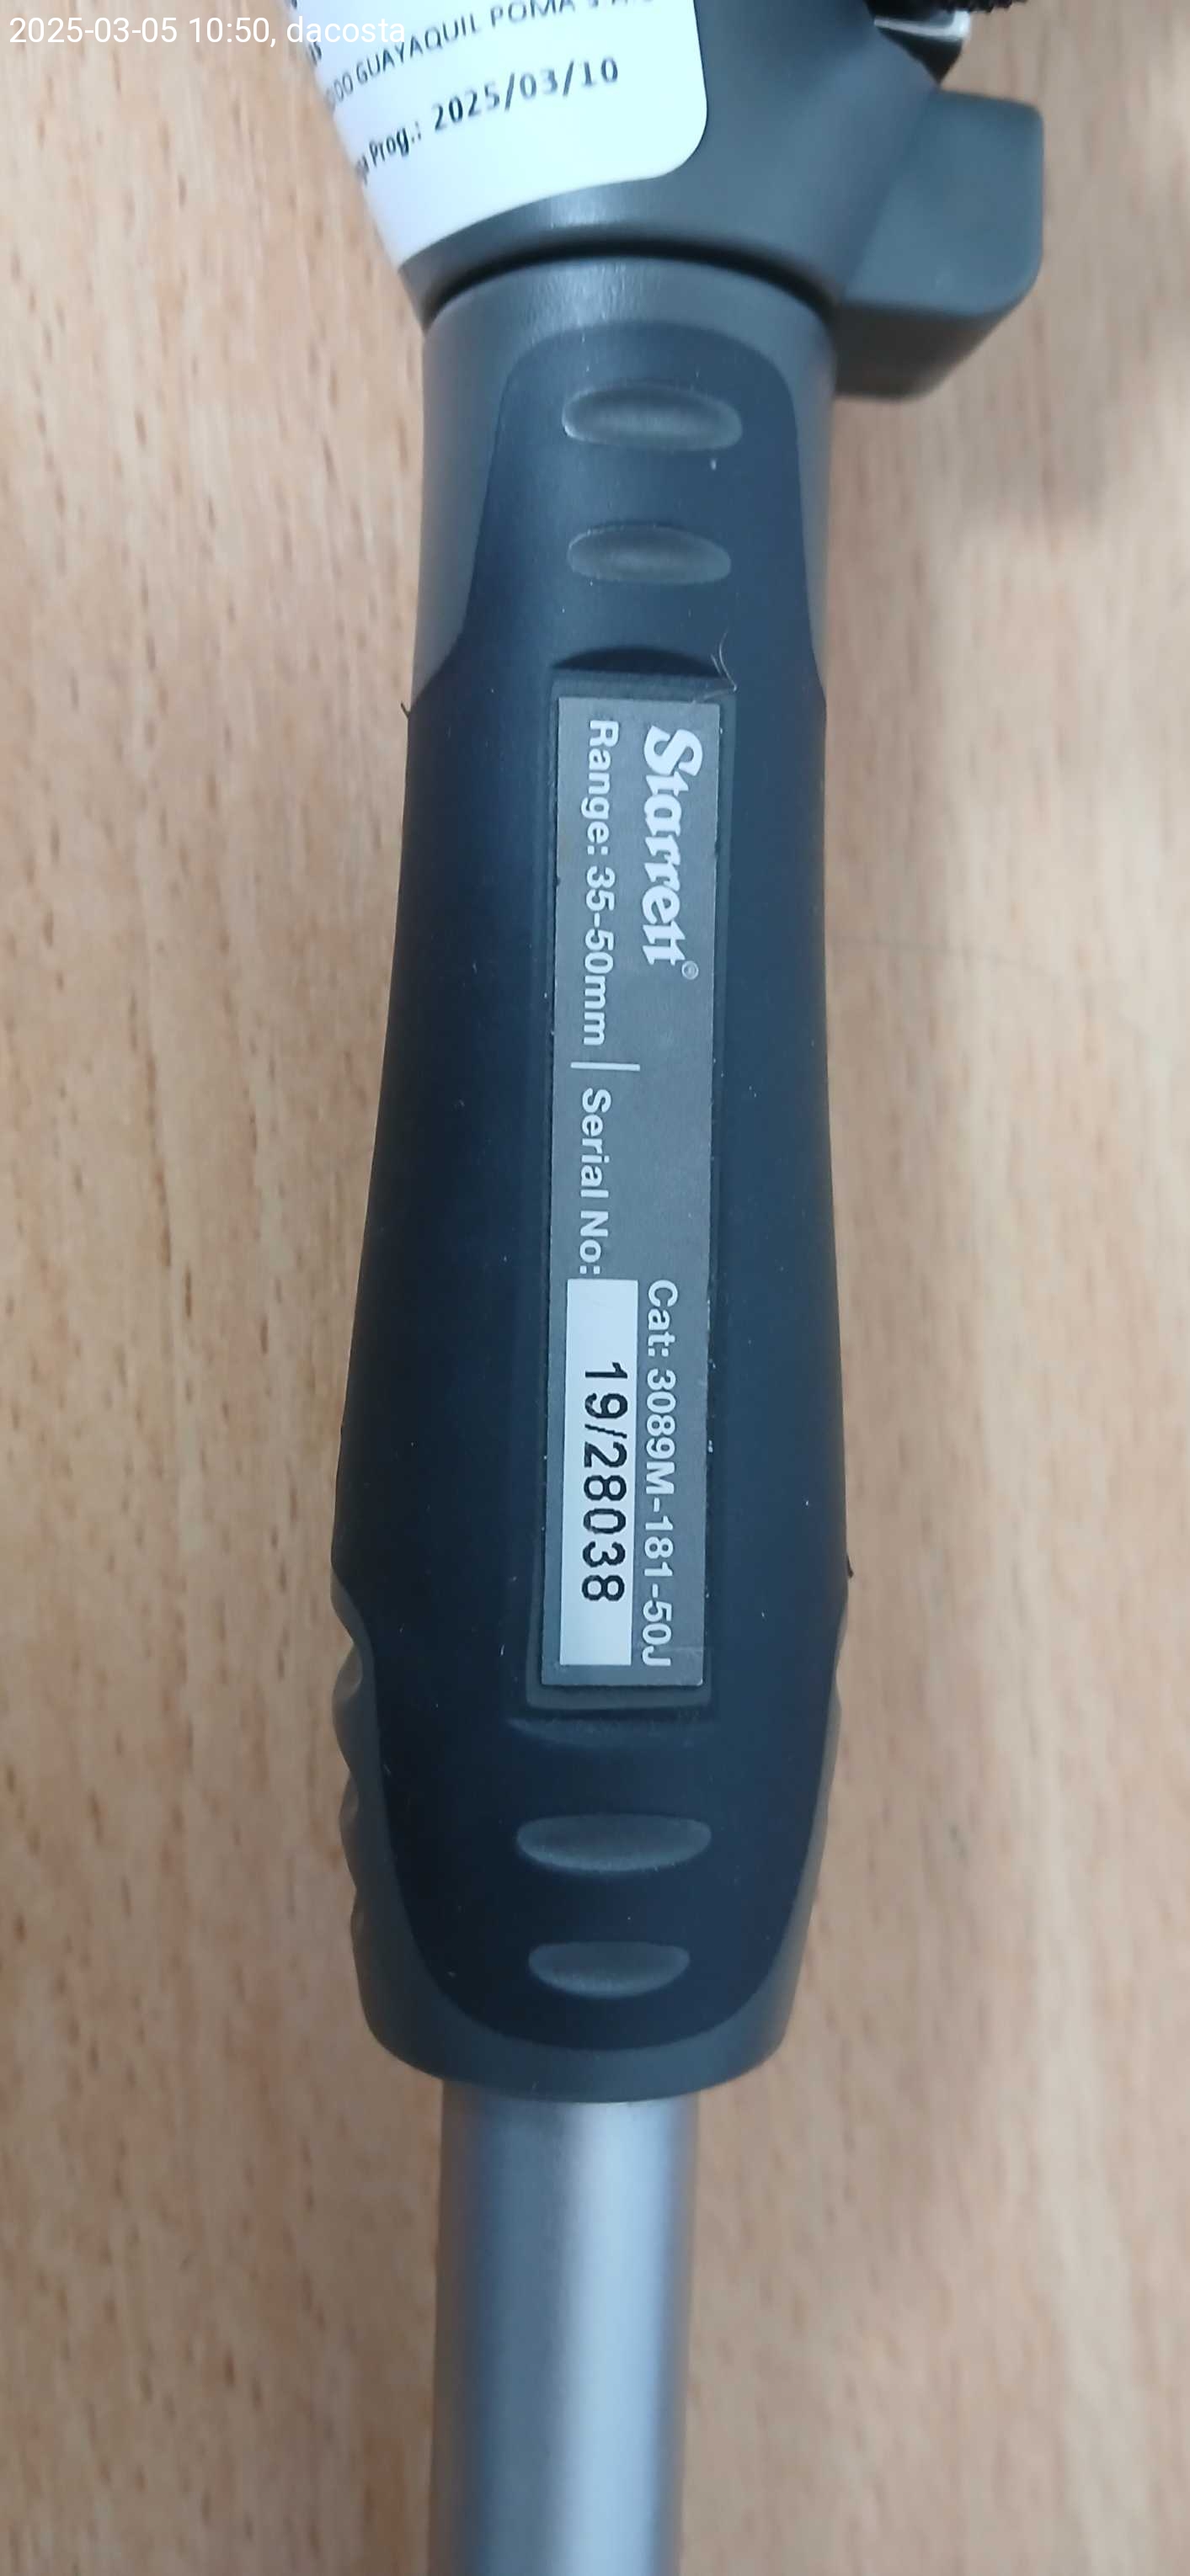 2025-03-05 10:50, dacosta
GUAYAQUIL POMA
Prog.: 2025/03/10
Starrett®
Cat: 3089M-181-50J
Range: 35-50mm | Serial No: 19/28038